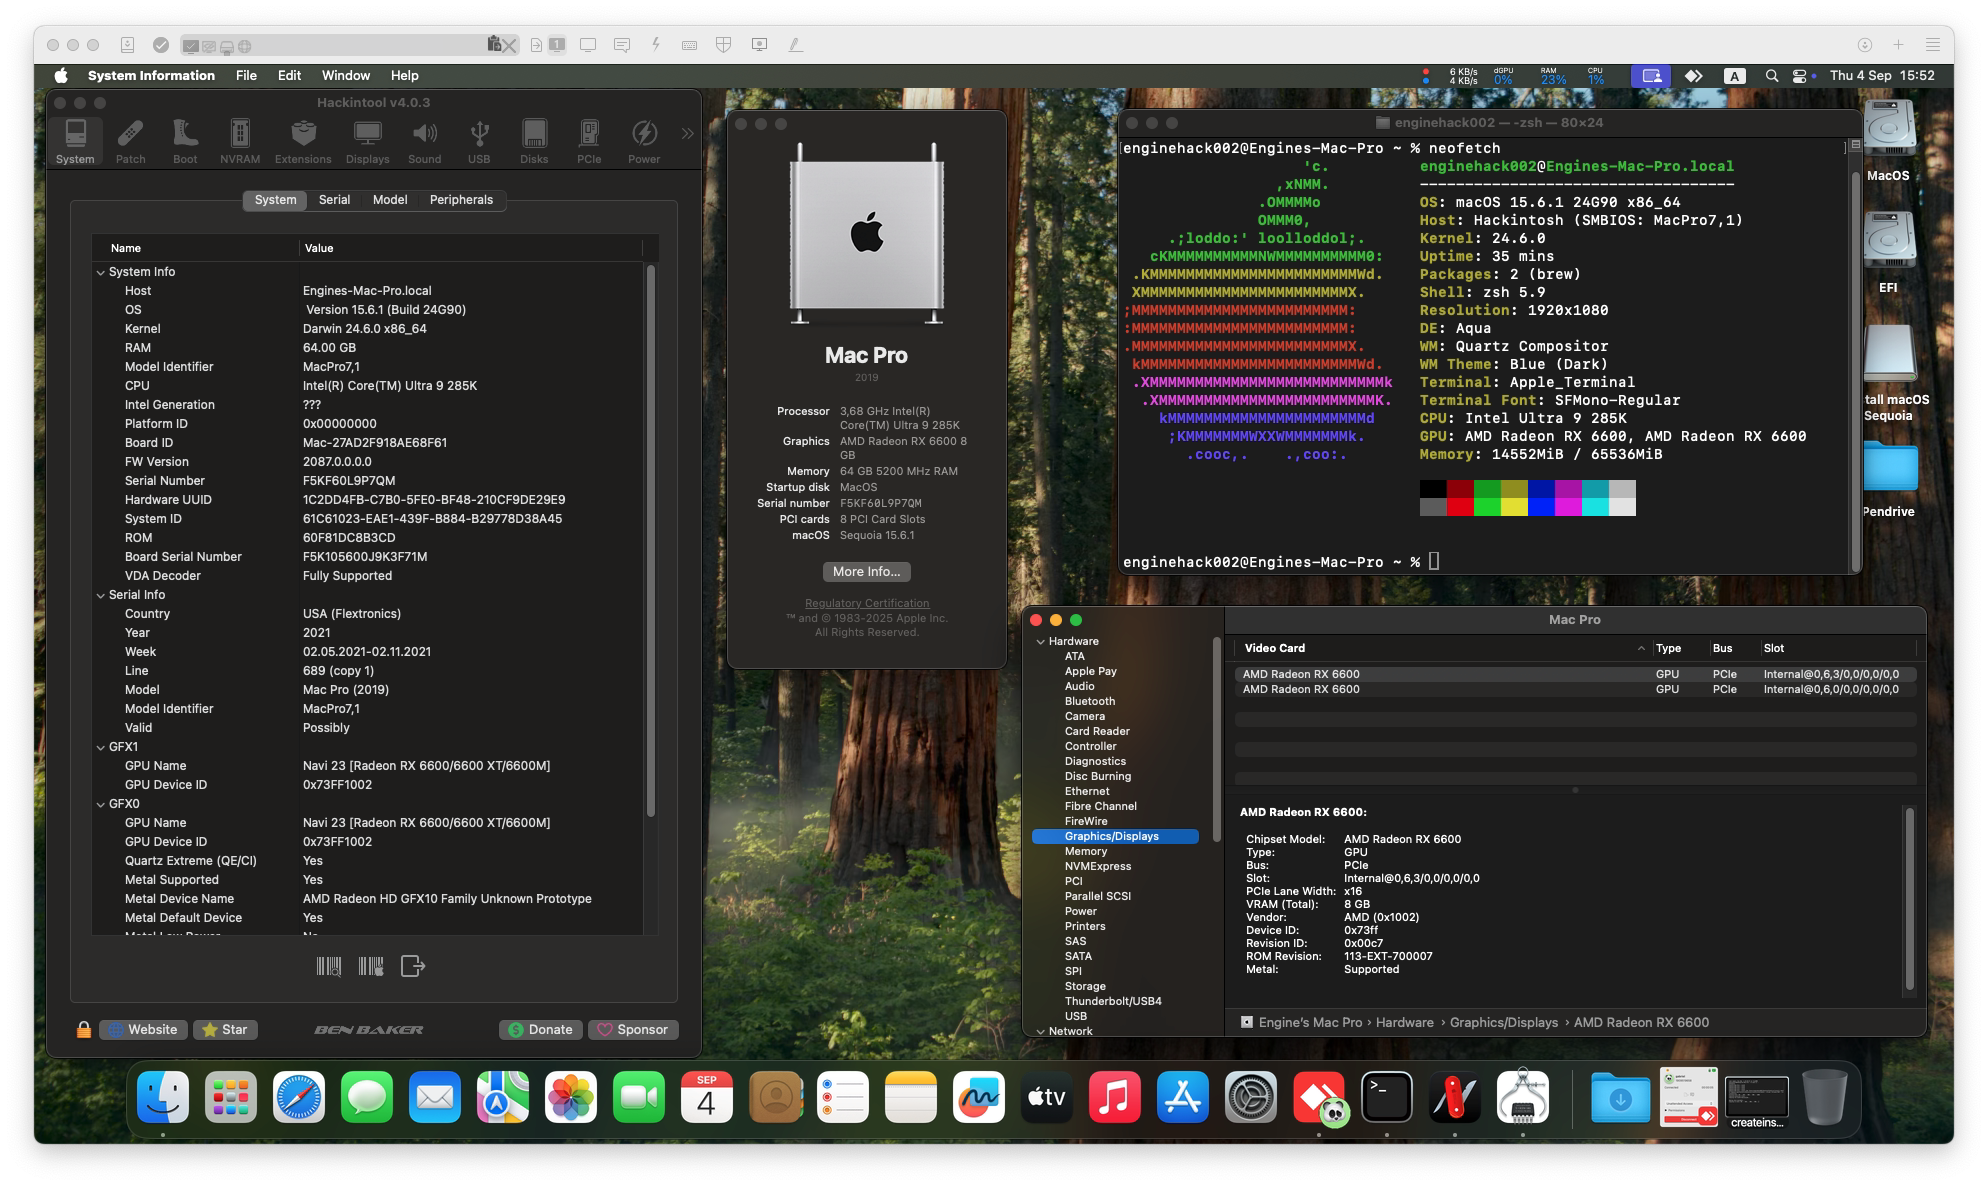 System Information File Edit Window Help
6 KB/s
4 KB/s
dGPU
0%
RAM
23%
CPU
1%
A
Thu 4 Sep 15:52
Hackintool v4.0.3
System Patch Boot NVRAM Extensions Displays Sound USB Disks PCIe Power
System Serial Model Peripherals
Name Value
System Info
Host Engines-Mac-Pro.local
OS Version 15.6.1 (Build 24G90)
Kernel Darwin 24.6.0 x86_64
RAM 64.00 GB
Model Identifier MacPro7,1
CPU Intel(R) Core(TM) Ultra 9 285K
Intel Generation ???
Platform ID 0x00000000
Board ID Mac-27AD2F918AE68F61
FW Version 2087.0.0.0.0
Serial Number F5KF60L9P7QM
Hardware UUID 1C2DD4FB-C7B0-5FE0-BF48-210CF9DE29E9
System ID 61C61023-EAE1-439F-B884-B29778D38A45
ROM 60F81DC8B3CD
Board Serial Number F5K105600J9K3F71M
VDA Decoder Fully Supported
Serial Info
Country USA (Flextronics)
Year 2021
Week 02.05.2021-02.11.2021
Line 689 (copy 1)
Model Mac Pro (2019)
Model Identifier MacPro7,1
Valid Possibly
GFX1
GPU Name Navi 23 [Radeon RX 6600/6600 XT/6600M]
GPU Device ID 0x73FF1002
GFX0
GPU Name Navi 23 [Radeon RX 6600/6600 XT/6600M]
GPU Device ID 0x73FF1002
Quartz Extreme (QE/CI) Yes
Metal Supported Yes
Metal Device Name AMD Radeon HD GFX10 Family Unknown Prototype
Metal Default Device Yes
Website Star BEN BAKER Donate Sponsor
Mac Pro
2019
Processor 3,68 GHz Intel(R)
Core(TM) Ultra 9 285K
Graphics AMD Radeon RX 6600 8
GB
Memory 64 GB 5200 MHz RAM
Startup disk MacOS
Serial number F5KF60L9P7QM
PCI cards 8 PCI Card Slots
macOS Sequoia 15.6.1
More Info...
Regulatory Certification
™ and © 1983-2025 Apple Inc.
All Rights Reserved.
enginehack002 — -zsh — 80×24
[enginehack002@Engines-Mac-Pro ~ % neofetch ]
'c. enginehack002@Engines-Mac-Pro.local
,xNMM. -----------------------------------
.OMMMMo OS: macOS 15.6.1 24G90 x86_64
OMMM0, Host: Hackintosh (SMBIOS: MacPro7,1)
.;loddo:' loolloddol;. Kernel: 24.6.0
cKMMMMMMMMMMNWMMMMMMMMMM0: Uptime: 35 mins
.KMMMMMMMMMMMMMMMMMMMMMMMWd. Packages: 2 (brew)
XMMMMMMMMMMMMMMMMMMMMMMMX. Shell: zsh 5.9
;MMMMMMMMMMMMMMMMMMMMMMMM: Resolution: 1920x1080
:MMMMMMMMMMMMMMMMMMMMMMMM: DE: Aqua
.MMMMMMMMMMMMMMMMMMMMMMMMX. WM: Quartz Compositor
kMMMMMMMMMMMMMMMMMMMMMMMMWd. WM Theme: Blue (Dark)
.XMMMMMMMMMMMMMMMMMMMMMMMMMMk Terminal: Apple_Terminal
.XMMMMMMMMMMMMMMMMMMMMMMMMK. Terminal Font: SFMono-Regular
kMMMMMMMMMMMMMMMMMMMMMMd CPU: Intel Ultra 9 285K
;KMMMMMMMWXXWMMMMMMMk. GPU: AMD Radeon RX 6600, AMD Radeon RX 6600
.cooc,. .,coo:. Memory: 14552MiB / 65536MiB
enginehack002@Engines-Mac-Pro ~ %
MacOS
EFI
tall macOS
Sequoia
Pendrive
Mac Pro
Hardware
ATA
Apple Pay
Audio
Bluetooth
Camera
Card Reader
Controller
Diagnostics
Disc Burning
Ethernet
Fibre Channel
FireWire
Graphics/Displays
Memory
NVMExpress
PCI
Parallel SCSI
Power
Printers
SAS
SATA
SPI
Storage
Thunderbolt/USB4
USB
Network
Video Card Type Bus Slot
AMD Radeon RX 6600 GPU PCIe Internal@0,6,3/0,0/0,0/0,0
AMD Radeon RX 6600 GPU PCIe Internal@0,6,0/0,0/0,0/0,0
AMD Radeon RX 6600:
Chipset Model: AMD Radeon RX 6600
Type: GPU
Bus: PCIe
Slot: Internal@0,6,3/0,0/0,0/0,0
PCIe Lane Width: x16
VRAM (Total): 8 GB
Vendor: AMD (0x1002)
Device ID: 0x73ff
Revision ID: 0x00c7
ROM Revision: 113-EXT-700007
Metal: Supported
Engine's Mac Pro › Hardware › Graphics/Displays › AMD Radeon RX 6600
SEP
4
tv
>_
createins...